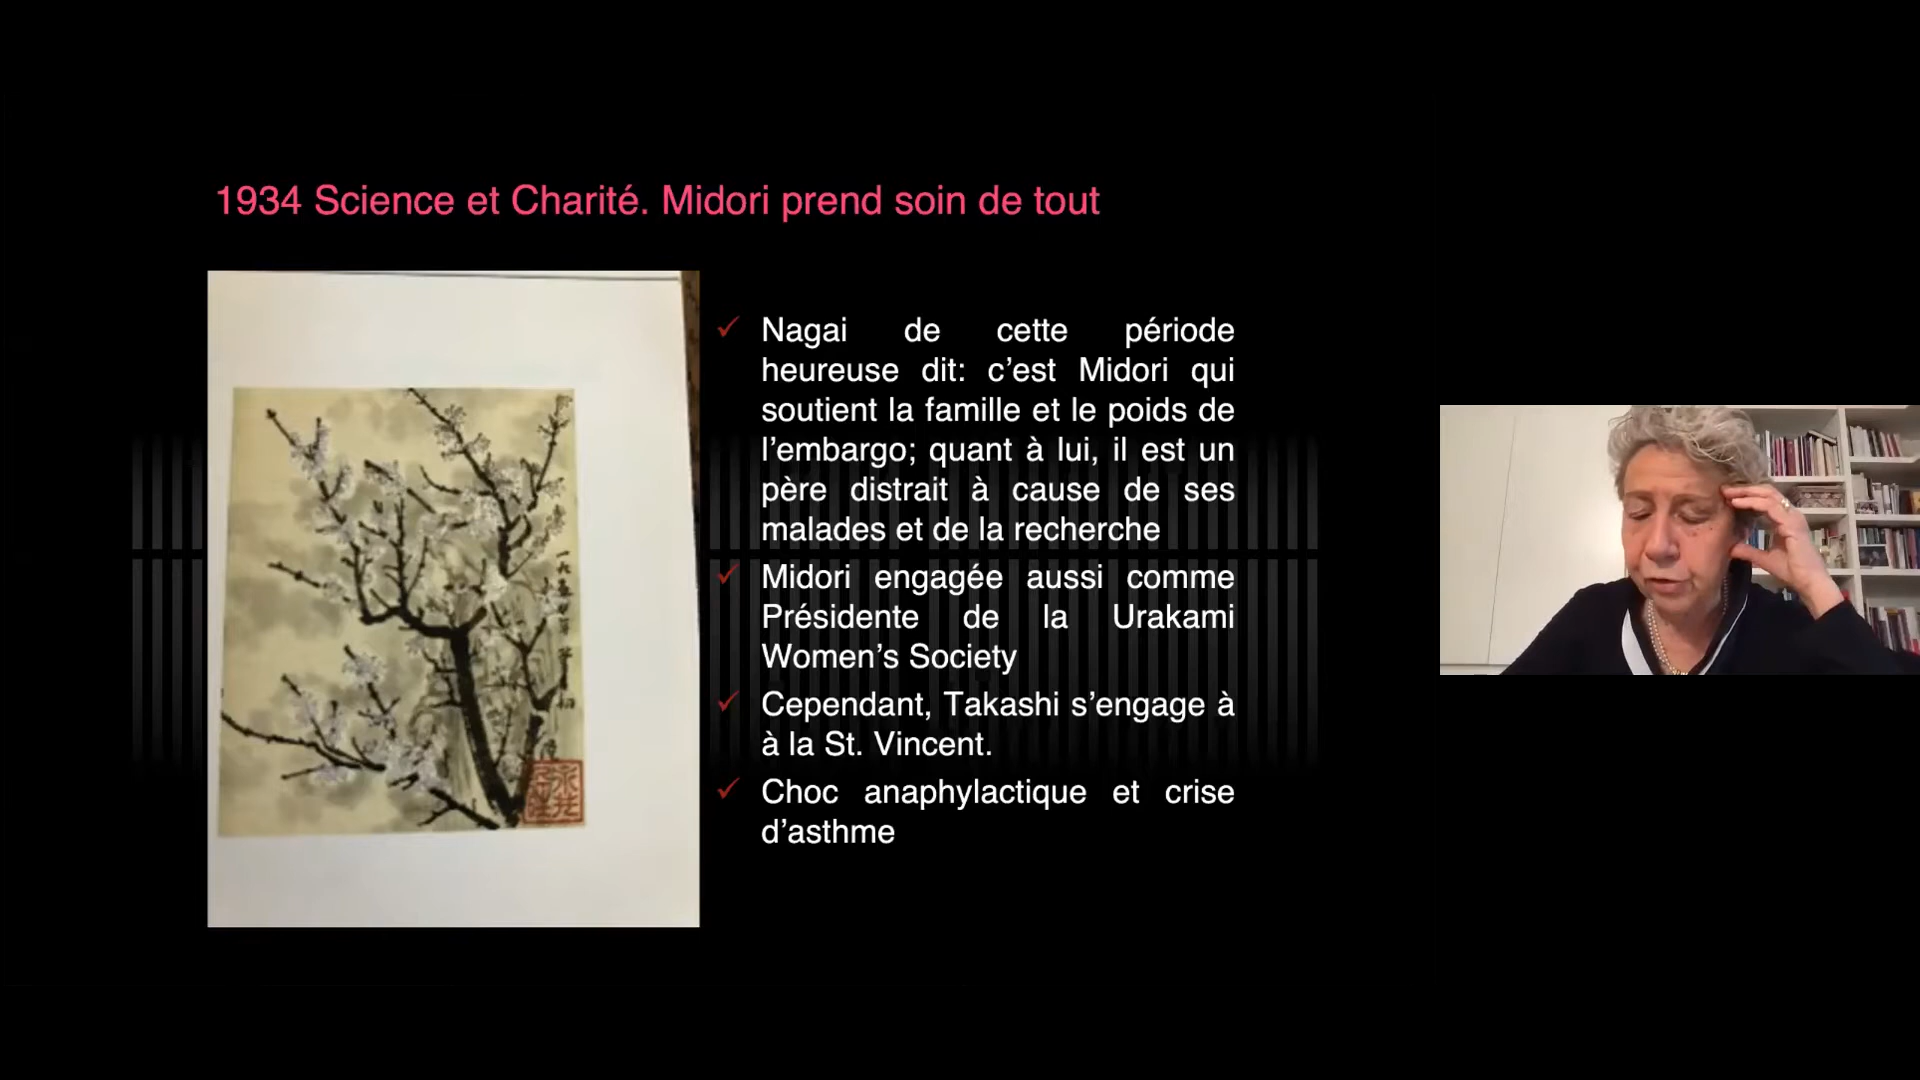 1934 Science et Charité. Midori prend soin de tout
Nagai de cette période
heureuse dit: c’est Midori qui
soutient la famille et le poids de
l’embargo; quant à lui, il est un
père distrait à cause de ses
malades et de la recherche
Midori engagée aussi comme
Présidente de la Urakami
Women’s Society
Cependant, Takashi s’engage à
à la St. Vincent.
Choc anaphylactique et crise
d’asthme